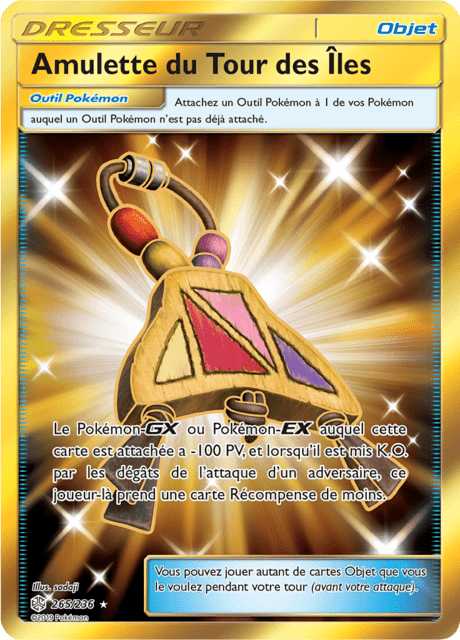 DRESSEUR Objet
Amulette du Tour des Îles
Outil Pokémon Attachez un Outil Pokémon à 1 de vos Pokémon
auquel un Outil Pokémon n'est pas déjà attaché.
Le Pokémon-GX ou Pokémon-EX auquel cette
carte est attachée a -100 PV, et lorsqu'il est mis K.O.
par les dégâts de l'attaque d'un adversaire, ce
joueur-là prend une carte Récompense de moins.
Vous pouvez jouer autant de cartes Objet que vous
le voulez pendant votre tour (avant votre attaque).
Illus. sadaji
265/236
©2019 Pokémon